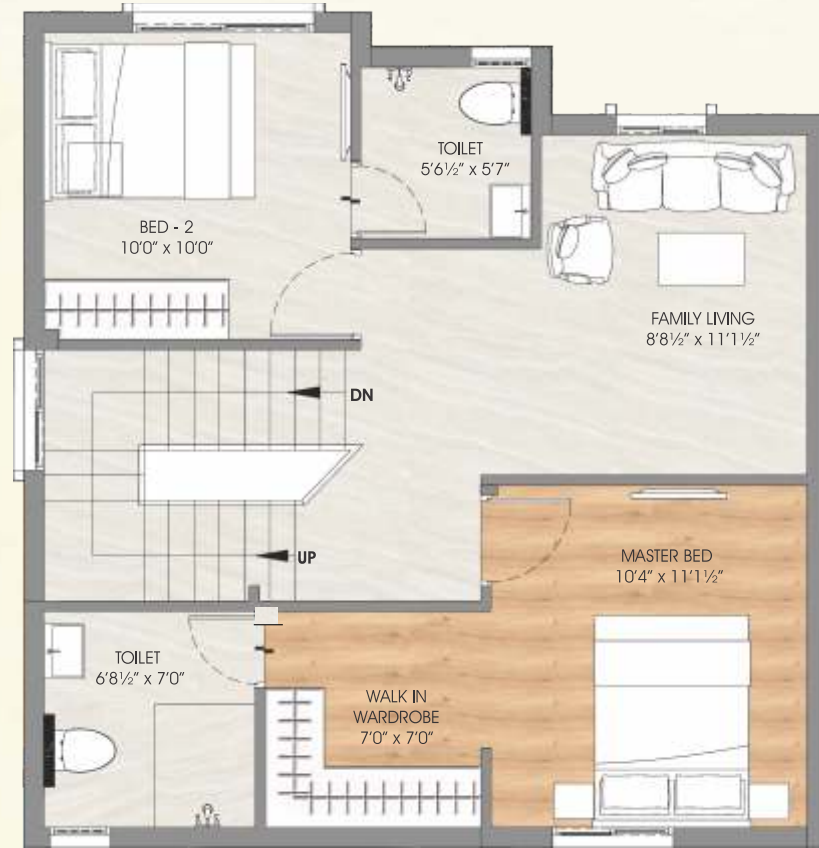 TOILET
5'6½" x 5'7"
BED - 2
10'0" x 10'0"
FAMILY LIVING
8'8½" x 11'1½"
DN
UP
MASTER BED
10'4" x 11'1½"
TOILET
6'8½" x 7'0"
WALK IN
WARDROBE
7'0" x 7'0"